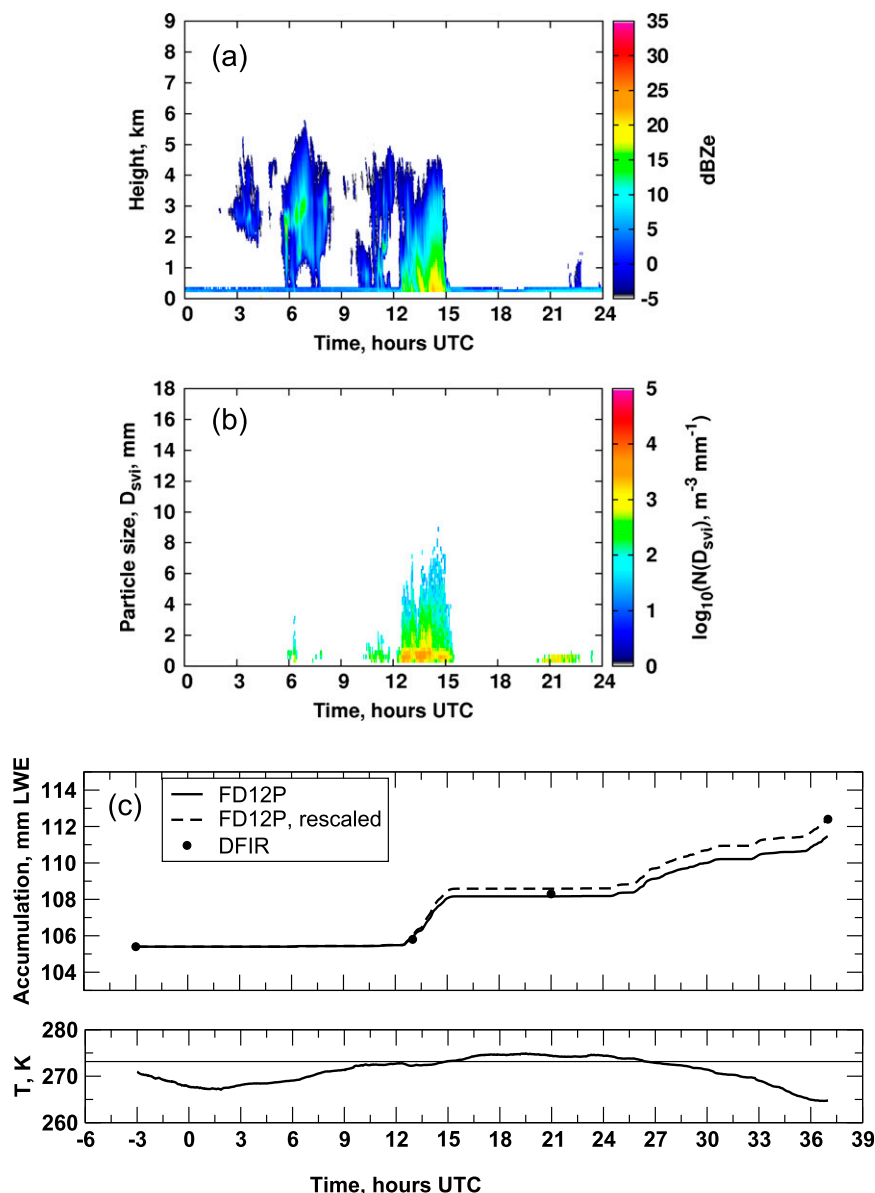 (a)
Height, km
9
8
7
6
5
4
3
2
1
0
0 3 6 9 12 15 18 21 24
Time, hours UTC
35
30
25
20
15
10
5
0
-5
dBZe
(b)
Particle size, D_svi, mm
18
16
14
12
10
8
6
4
2
0
0 3 6 9 12 15 18 21 24
Time, hours UTC
5
4
3
2
1
0
log10(N(Dsvi), m-3 mm-1)
(c)
Accumulation, mm LWE
114
112
110
108
106
104
FD12P
FD12P, rescaled
DFIR
T, K
280
270
260
-6 -3 0 3 6 9 12 15 18 21 24 27 30 33 36 39
Time, hours UTC